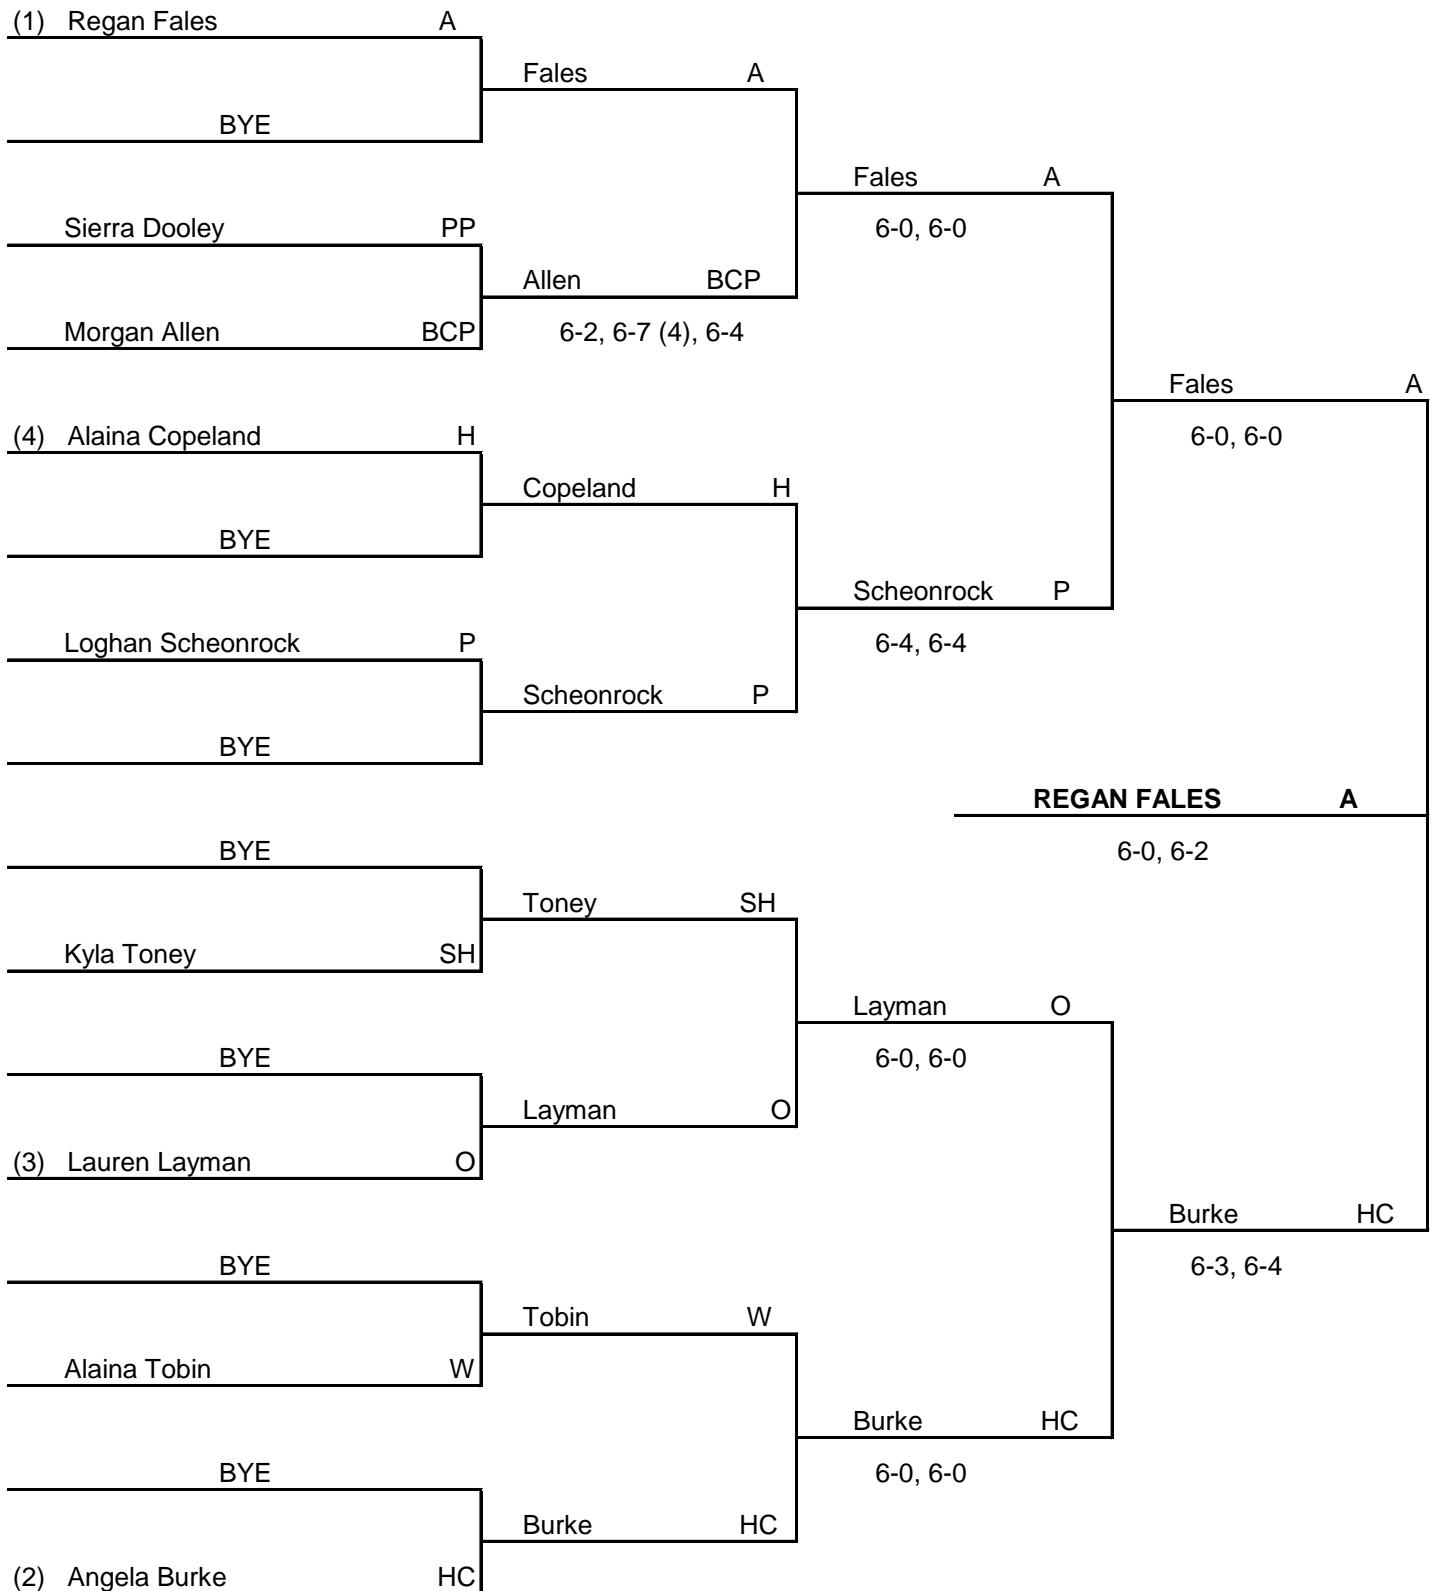 (1) Regan Fales A
Fales A
BYE
Fales A
Sierra Dooley PP
6-0, 6-0
Allen BCP
Morgan Allen BCP
6-2, 6-7 (4), 6-4
Fales A
(4) Alaina Copeland H
6-0, 6-0
Copeland H
BYE
Scheonrock P
Loghan Scheonrock P
6-4, 6-4
Scheonrock P
BYE
REGAN FALES A
BYE
6-0, 6-2
Toney SH
Kyla Toney SH
Layman O
BYE
6-0, 6-0
Layman O
(3) Lauren Layman O
Burke HC
BYE
6-3, 6-4
Tobin W
Alaina Tobin W
Burke HC
BYE
6-0, 6-0
Burke HC
(2) Angela Burke HC